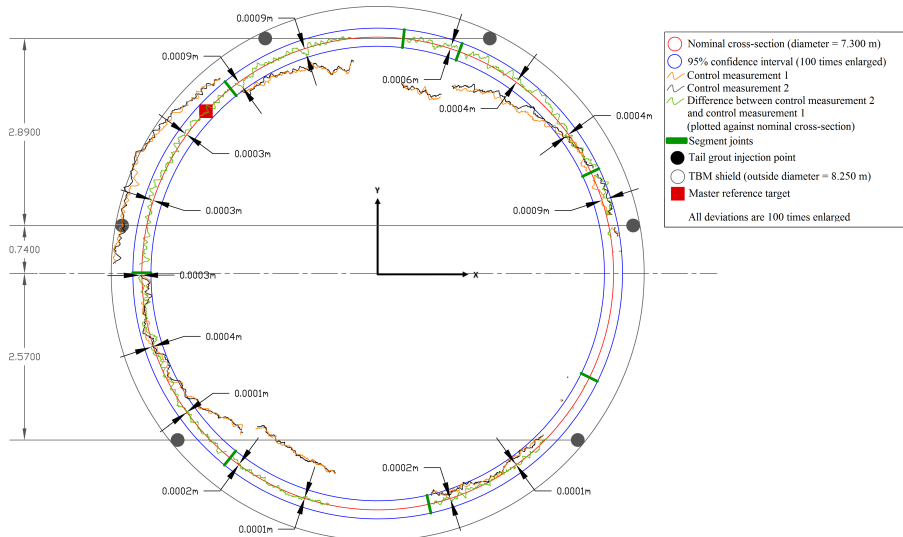 0.0009m
0.0009m
0.0006m
0.0004m
0.0004m
0.0003m
0.0003m
0.0009m
0.0003m
0.0004m
0.0001m
0.0002m
0.0001m
0.0002m
0.0001m
2.8900
0.7400
2.5700
Y
X
Nominal cross-section (diameter = 7.300 m)
95% confidence interval (100 times enlarged)
Control measurement 1
Control measurement 2
Difference between control measurement 2
and control measurement 1
(plotted against nominal cross-section)
Segment joints
Tail grout injection point
TBM shield (outside diameter = 8.250 m)
Master reference target
All deviations are 100 times enlarged